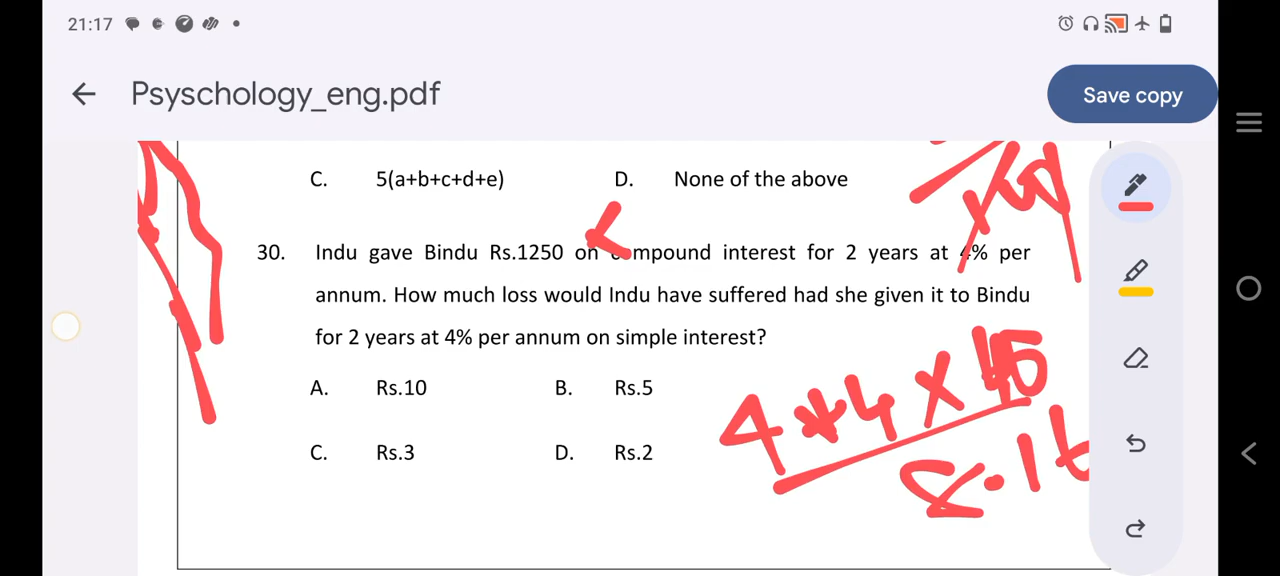 21:17
Psyschology_eng.pdf
Save copy
C. 5(a+b+c+d+e) D. None of the above
30. Indu gave Bindu Rs.1250 on compound interest for 2 years at 4% per
annum. How much loss would Indu have suffered had she given it to Bindu
for 2 years at 4% per annum on simple interest?
A. Rs.10 B. Rs.5
C. Rs.3 D. Rs.2
8.16